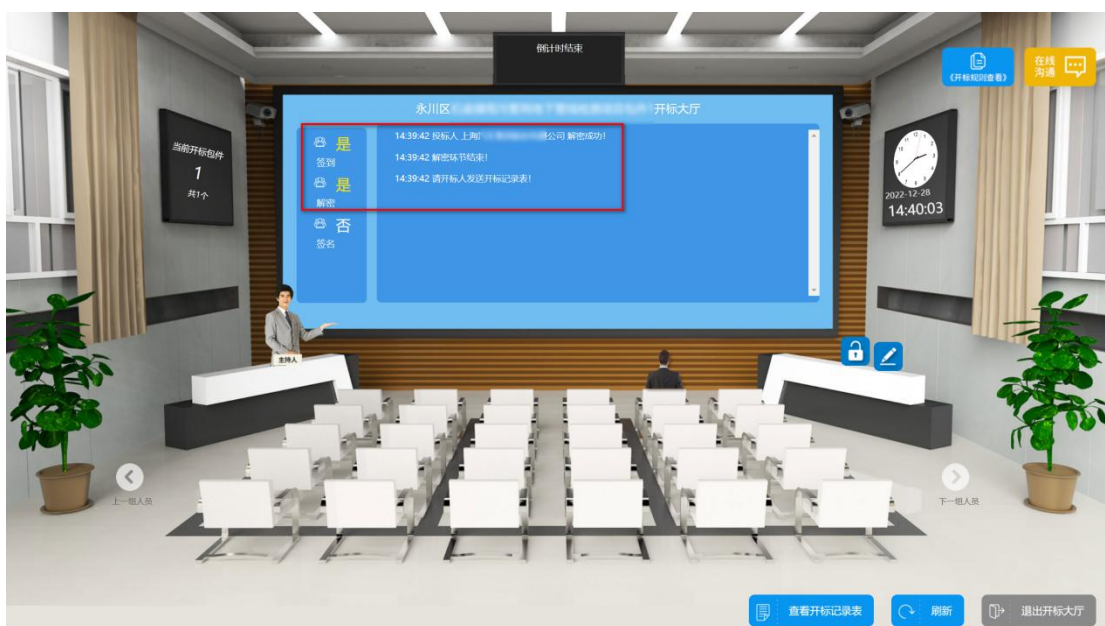 倒计时结束
《开标规则查看》
在线
沟通
永川区
开标大厅
当前开标包件
1
共1个
是
签到
是
解密
否
签名
14:39:42 投标人 上海
公司 解密成功!
14:39:42 解密环节结束!
14:39:42 请开标人发送开标记录表!
2022-12-28
14:40:03
主持人
上一组人员
下一组人员
查看开标记录表
刷新
退出开标大厅